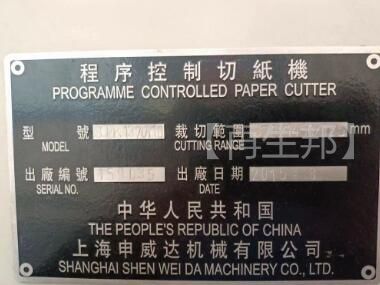 程序控制切紙機
PROGRAMME CONTROLLED PAPER CUTTER
型 號 裁切範圍 mm
MODEL CUTTING RANGE
出廠編號 出廠日期
SERIAL NO. DATE
【再生邦】
中华人民共和国
THE PEOPLE'S REPUBLIC OF CHINA
上海申威达机械有限公司
SHANGHAI SHEN WEI DA MACHINERY CO., LTD.